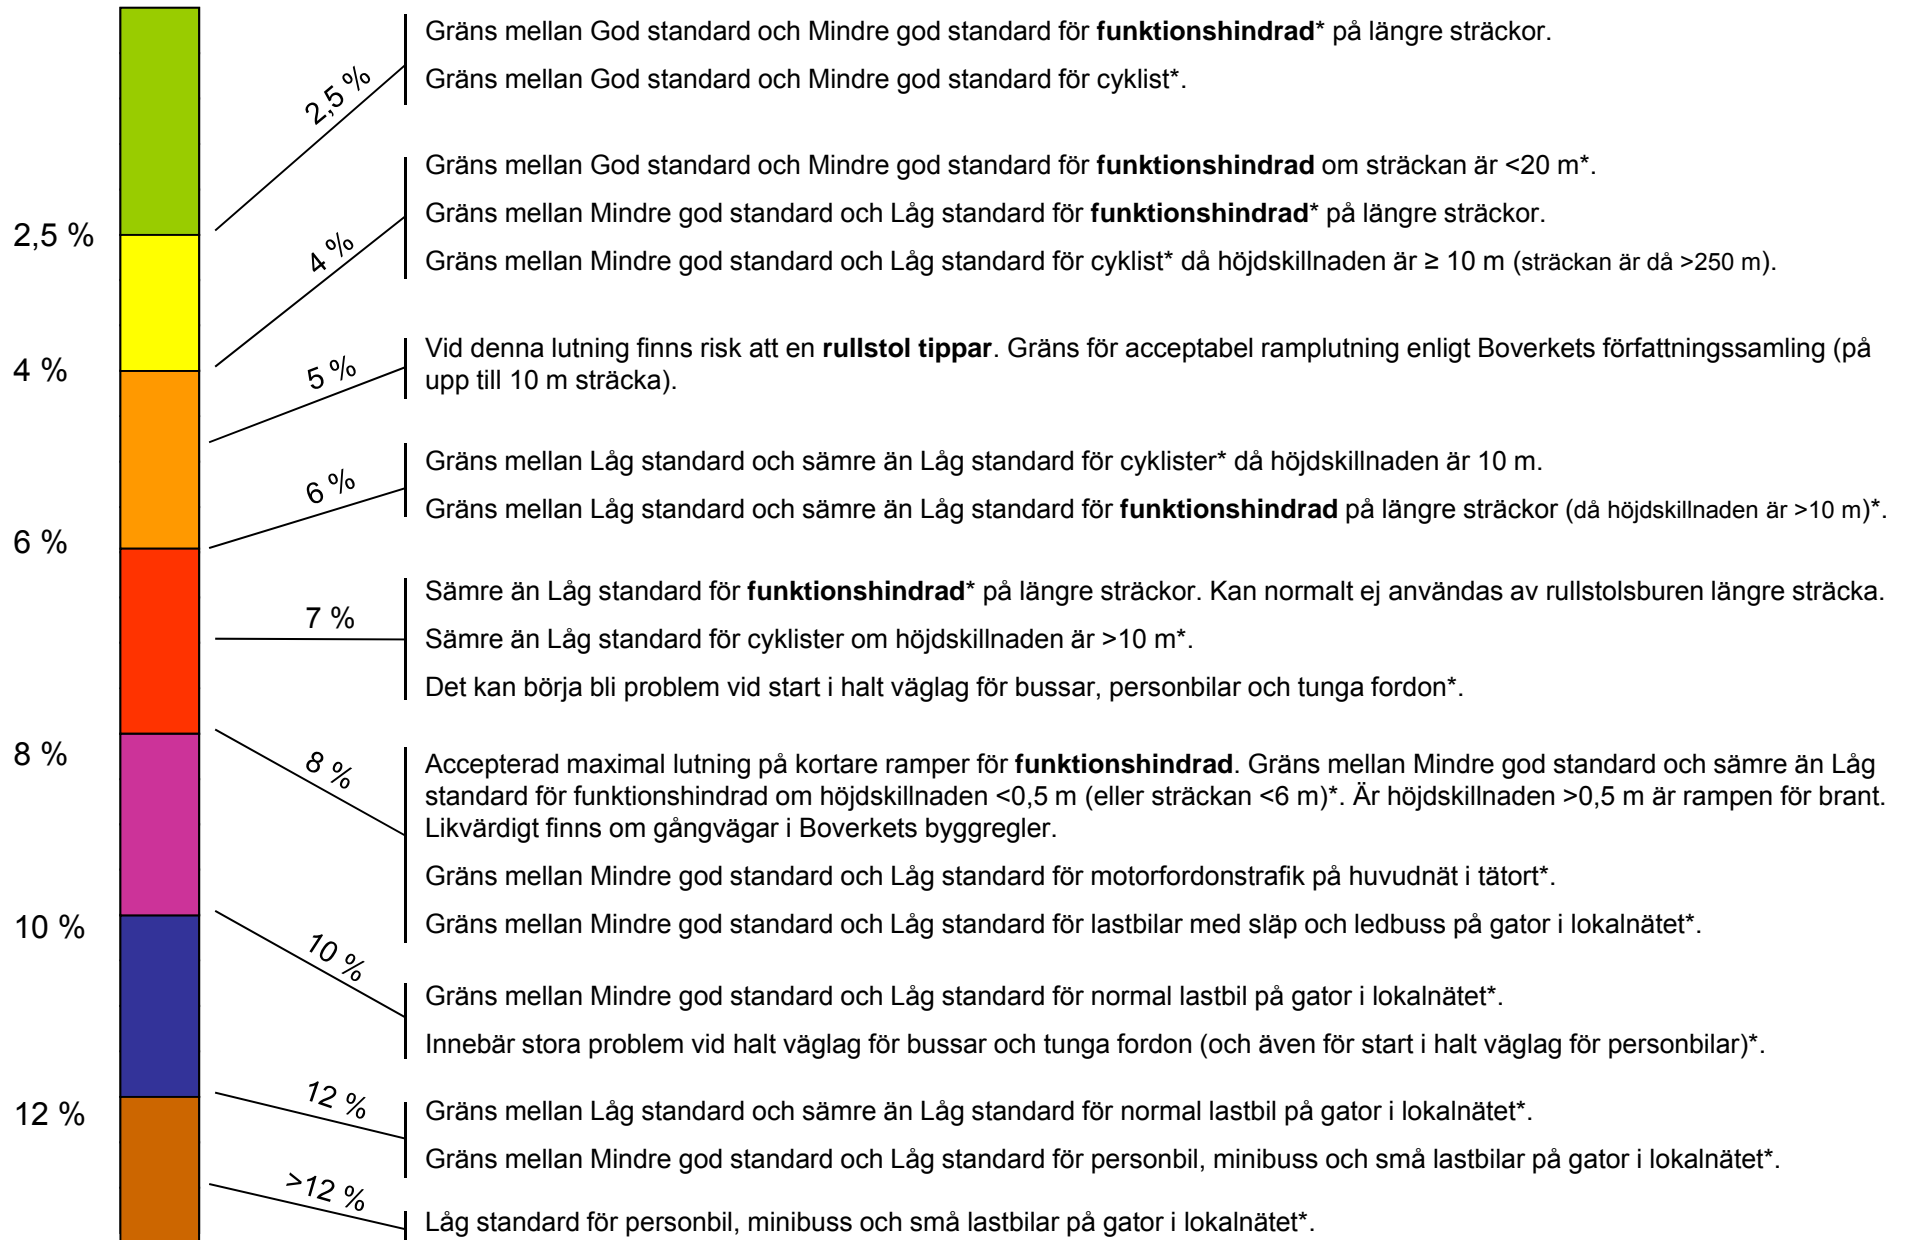 Gräns mellan God standard och Mindre god standard för funktionshindrad* på längre sträckor.
2,5 %
Gräns mellan God standard och Mindre god standard för cyklist*.
Gräns mellan God standard och Mindre god standard för funktionshindrad om sträckan är <20 m*.
2,5 %
4 %
Gräns mellan Mindre god standard och Låg standard för funktionshindrad* på längre sträckor.
Gräns mellan Mindre god standard och Låg standard för cyklist* då höjdskillnaden är ≥ 10 m (sträckan är då >250 m).
4 %
5 %
Vid denna lutning finns risk att en rullstol tippar. Gräns för acceptabel ramplutning enligt Boverkets författningssamling (på
upp till 10 m sträcka).
6 %
Gräns mellan Låg standard och sämre än Låg standard för cyklister* då höjdskillnaden är 10 m.
Gräns mellan Låg standard och sämre än Låg standard för funktionshindrad på längre sträckor (då höjdskillnaden är >10 m)*.
6 %
7 %
Sämre än Låg standard för funktionshindrad* på längre sträckor. Kan normalt ej användas av rullstolsburen längre sträcka.
Sämre än Låg standard för cyklister om höjdskillnaden är >10 m*.
Det kan börja bli problem vid start i halt väglag för bussar, personbilar och tunga fordon*.
8 %
8 %
Accepterad maximal lutning på kortare ramper för funktionshindrad. Gräns mellan Mindre god standard och sämre än Låg
standard för funktionshindrad om höjdskillnaden <0,5 m (eller sträckan <6 m)*. Är höjdskillnaden >0,5 m är rampen för brant.
Likvärdigt finns om gångvägar i Boverkets byggregler.
Gräns mellan Mindre god standard och Låg standard för motorfordonstrafik på huvudnät i tätort*.
Gräns mellan Mindre god standard och Låg standard för lastbilar med släp och ledbuss på gator i lokalnätet*.
10 %
10 %
Gräns mellan Mindre god standard och Låg standard för normal lastbil på gator i lokalnätet*.
Innebär stora problem vid halt väglag för bussar och tunga fordon (och även för start i halt väglag för personbilar)*.
12 %
12 %
Gräns mellan Låg standard och sämre än Låg standard för normal lastbil på gator i lokalnätet*.
Gräns mellan Mindre god standard och Låg standard för personbil, minibuss och små lastbilar på gator i lokalnätet*.
>12 %
Låg standard för personbil, minibuss och små lastbilar på gator i lokalnätet*.